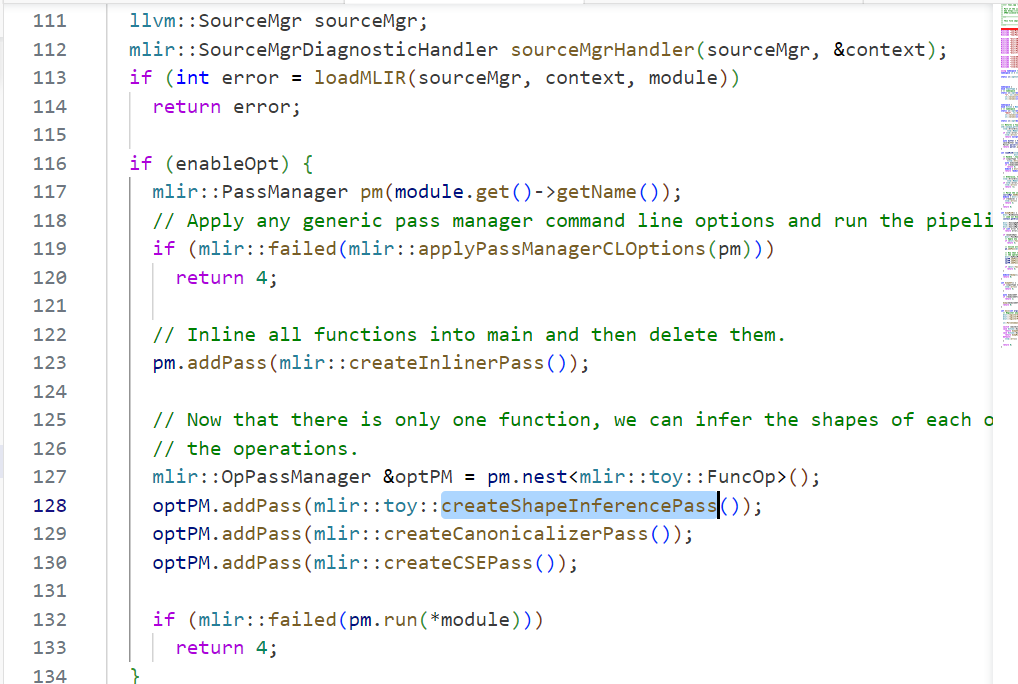 111 llvm::SourceMgr sourceMgr;
112 mlir::SourceMgrDiagnosticHandler sourceMgrHandler(sourceMgr, &context);
113 if (int error = loadMLIR(sourceMgr, context, module))
114   return error;
115
116 if (enableOpt) {
117   mlir::PassManager pm(module.get()->getName());
118   // Apply any generic pass manager command line options and run the pipeli
119   if (mlir::failed(mlir::applyPassManagerCLOptions(pm)))
120     return 4;
121
122   // Inline all functions into main and then delete them.
123   pm.addPass(mlir::createInlinerPass());
124
125   // Now that there is only one function, we can infer the shapes of each o
126   // the operations.
127   mlir::OpPassManager &optPM = pm.nest<mlir::toy::FuncOp>();
128   optPM.addPass(mlir::toy::createShapeInferencePass());
129   optPM.addPass(mlir::createCanonicalizerPass());
130   optPM.addPass(mlir::createCSEPass());
131
132   if (mlir::failed(pm.run(*module)))
133     return 4;
134 }